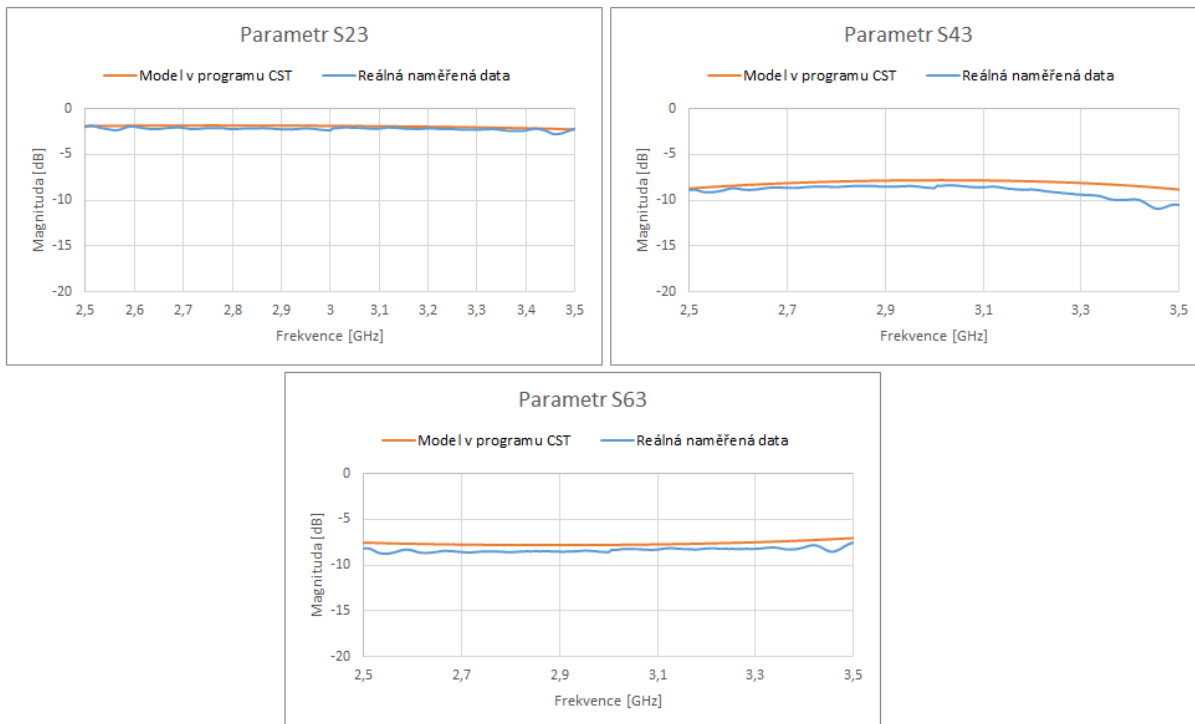 Parametr S23
Model v programu CST Reálná naměřená data
Magnituda [dB]
0
-5
-10
-15
-20
2,5 2,6 2,7 2,8 2,9 3 3,1 3,2 3,3 3,4 3,5
Frekvence [GHz]
Parametr S43
Model v programu CST Reálná naměřená data
Magnituda [dB]
0
-5
-10
-15
-20
2,5 2,7 2,9 3,1 3,3 3,5
Frekvence [GHz]
Parametr S63
Model v programu CST Reálná naměřená data
Magnituda [dB]
0
-5
-10
-15
-20
2,5 2,7 2,9 3,1 3,3 3,5
Frekvence [GHz]